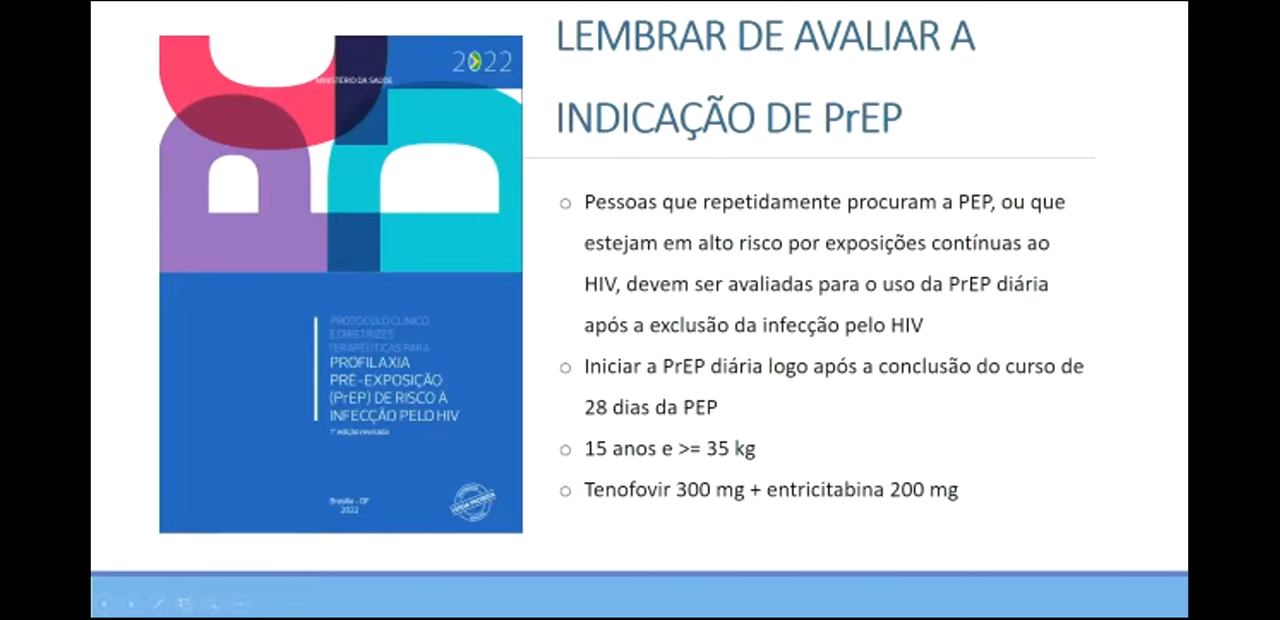 2022
MINISTÉRIO DA SAÚDE
PROTOCOLO CLÍNICO
E DIRETRIZES
TERAPÊUTICAS PARA
PROFILAXIA
PRÉ-EXPOSIÇÃO
(PrEP) DE RISCO À
INFECÇÃO PELO HIV
1ª edição revisada
Brasília - DF
2022
LEMBRAR DE AVALIAR A
INDICAÇÃO DE PrEP
Pessoas que repetidamente procuram a PEP, ou que
estejam em alto risco por exposições contínuas ao
HIV, devem ser avaliadas para o uso da PrEP diária
após a exclusão da infecção pelo HIV
Iniciar a PrEP diária logo após a conclusão do curso de
28 dias da PEP
15 anos e >= 35 kg
Tenofovir 300 mg + entricitabina 200 mg